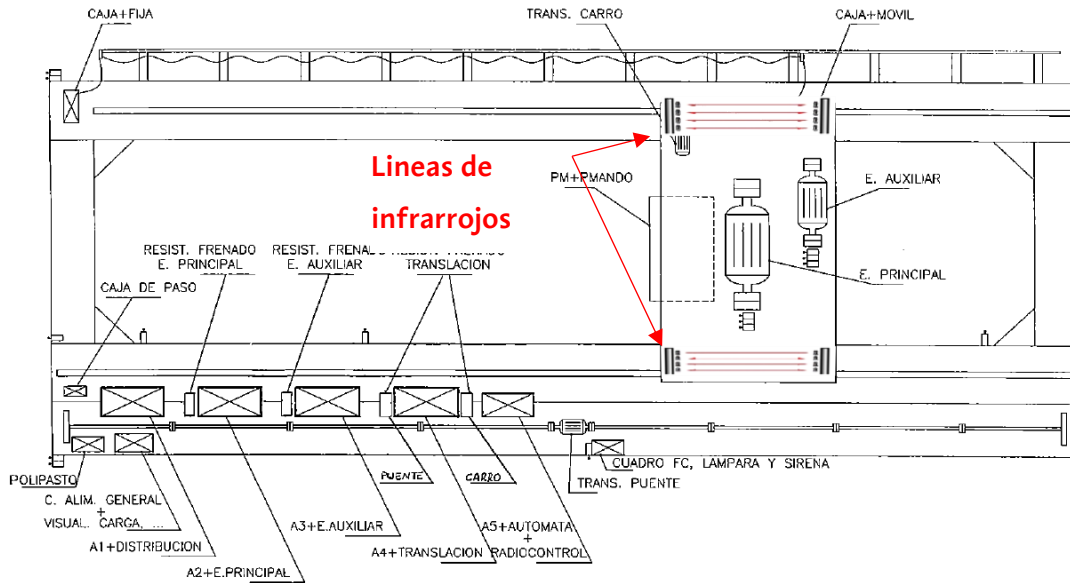 CAJA+FIJA
TRANS. CARRO
CAJA+MOVIL
Lineas de
infrarrojos
PM+PMANDO
E. AUXILIAR
E. PRINCIPAL
RESIST. FRENADO
E. PRINCIPAL
RESIST. FRENADO
E. AUXILIAR
TRANSLACION
CAJA DE PASO
POLIPASTO
C. ALIM. GENERAL
+
VISUAL. CARGA, ...
A1+DISTRIBUCION
A2+E.PRINCIPAL
A3+E.AUXILIAR
PUENTE
CARRO
A4+TRANSLACION
A5+AUTOMATA
+
RADIOCONTROL
CUADRO FC, LAMPARA Y SIRENA
TRANS. PUENTE